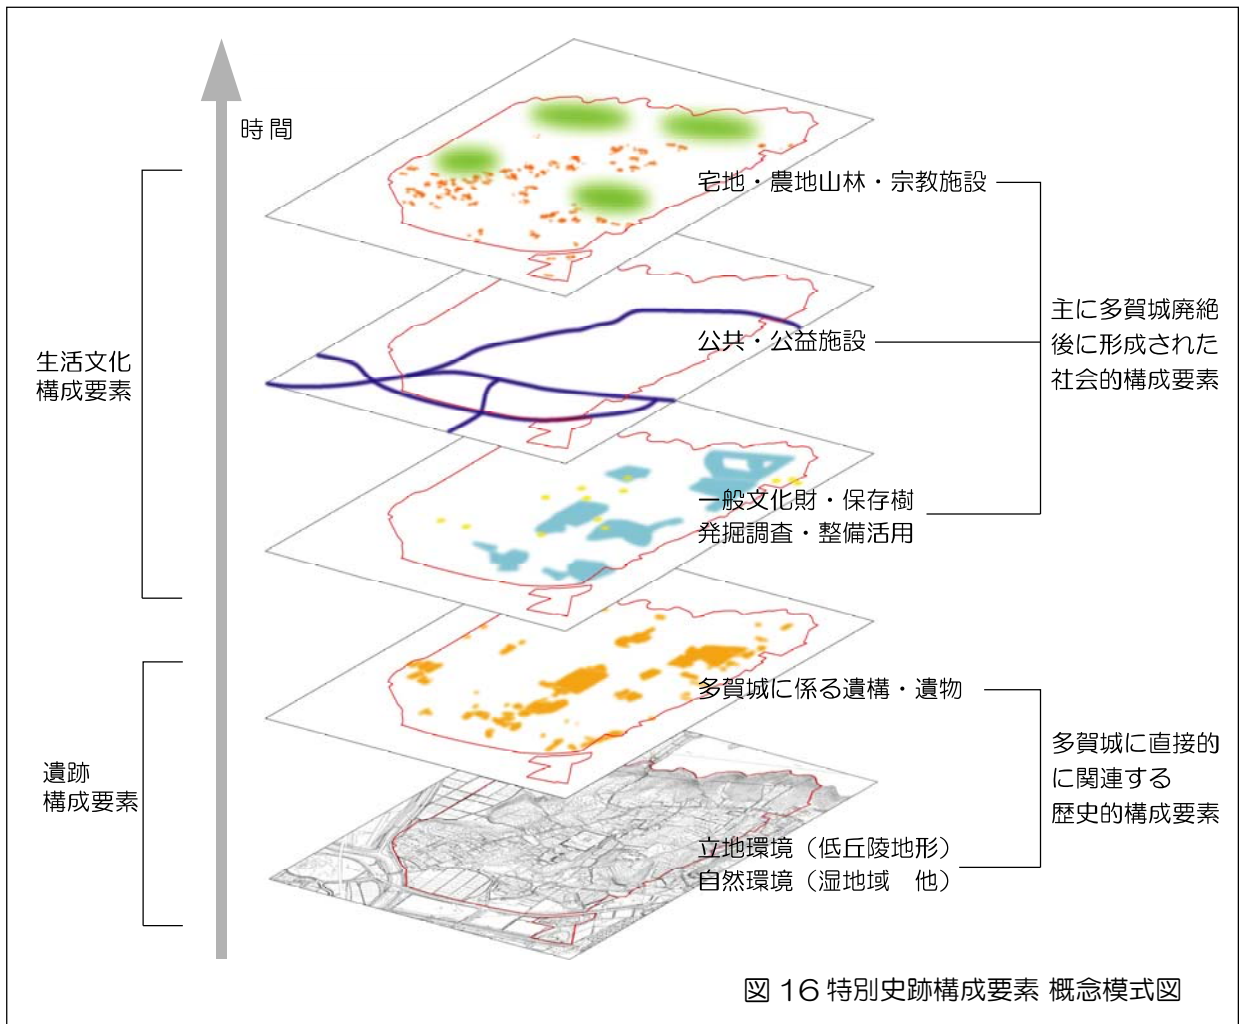 時間
宅地・農地山林・宗教施設
公共・公益施設
主に多賀城廃絶
後に形成された
社会的構成要素
生活文化
構成要素
一般文化財・保存樹
発掘調査・整備活用
多賀城に係る遺構・遺物
多賀城に直接的
に関連する
歴史的構成要素
遺跡
構成要素
立地環境（低丘陵地形）
自然環境（湿地域　他）
図 16 特別史跡構成要素 概念模式図